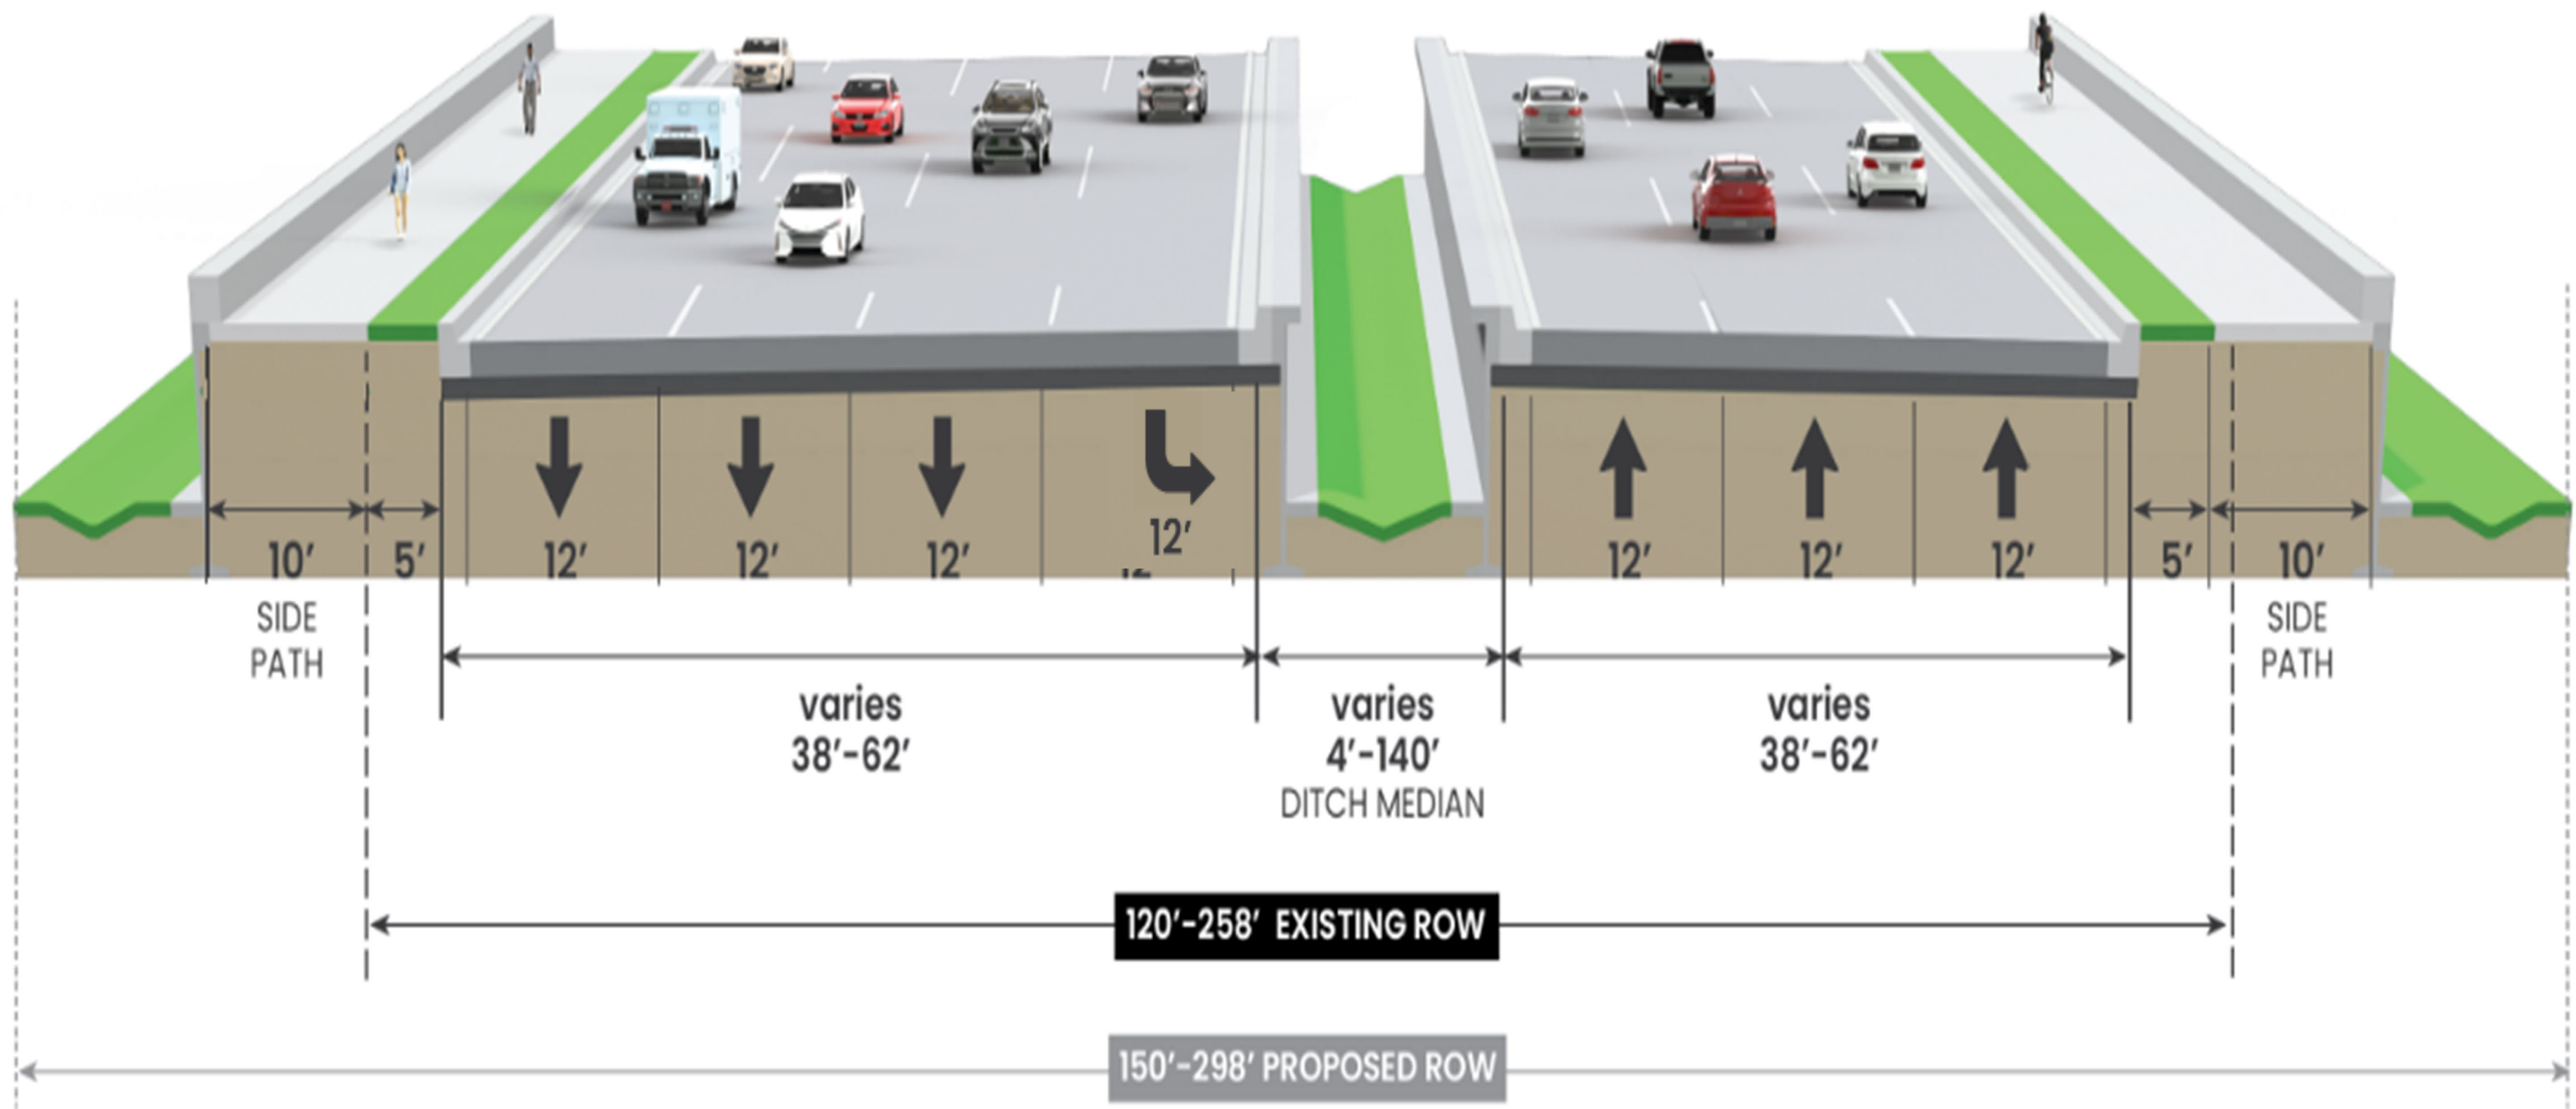 10' 5' 12' 12' 12' 12' 12' 12' 12' 5' 10'
SIDE PATH
SIDE PATH
varies
38'-62'
varies
4'-140'
DITCH MEDIAN
varies
38'-62'
120'-258' EXISTING ROW
150'-298' PROPOSED ROW